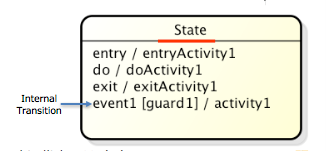 State
entry / entryActivity1
do / doActivity1
exit / exitActivity1
Internal
Transition
event1 [guard1] / activity1